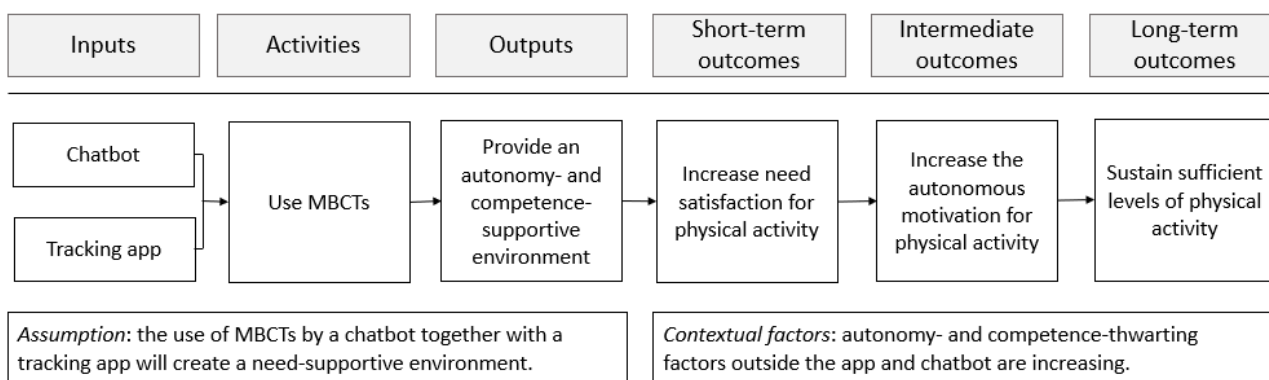 Inputs
Activities
Outputs
Short-term
outcomes
Intermediate
outcomes
Long-term
outcomes
Chatbot
Tracking app
Use MBCTs
Provide an
autonomy- and
competence-
supportive
environment
Increase need
satisfaction for
physical activity
Increase the
autonomous
motivation for
physical activity
Sustain sufficient
levels of physical
activity
Assumption: the use of MBCTs by a chatbot together with a
tracking app will create a need-supportive environment.
Contextual factors: autonomy- and competence-thwarting
factors outside the app and chatbot are increasing.